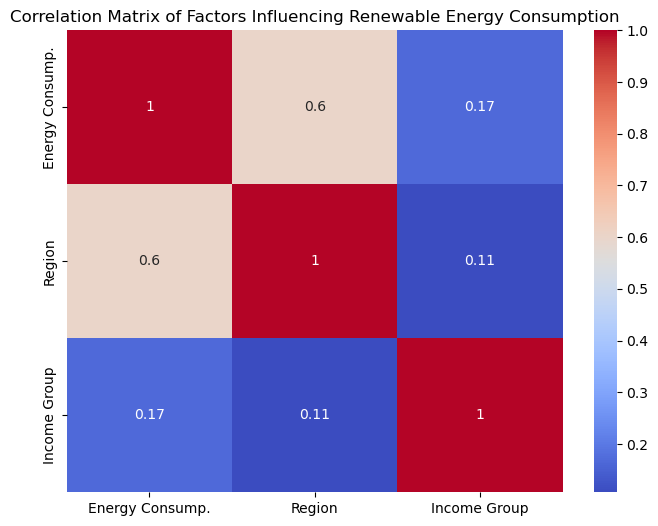 Correlation Matrix of Factors Influencing Renewable Energy Consumption
Energy Consump.
1
0.6
0.17
Region
0.6
1
0.11
Income Group
0.17
0.11
1
Energy Consump.
Region
Income Group
1.0
0.9
0.8
0.7
0.6
0.5
0.4
0.3
0.2